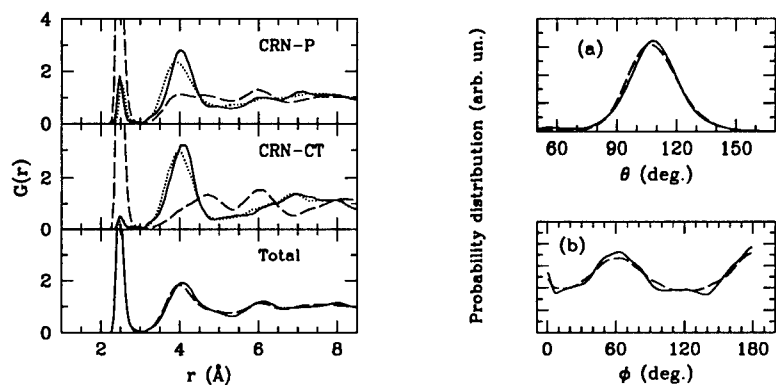 CRN-P
CRN-CT
Total
4
2
0
2
0
2
0
2
4
6
8
G(r)
r (Å)
Probability distribution (arb. un.)
(a)
60
90
120
150
θ (deg.)
(b)
0
60
120
180
ϕ (deg.)